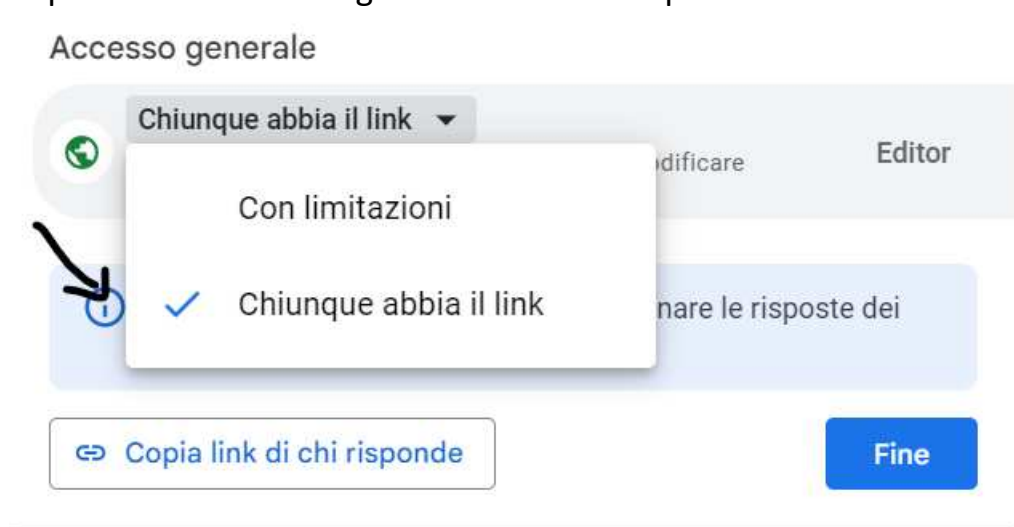 Accesso generale
Chiunque abbia il link
Editor
Con limitazioni
Chiunque abbia il link
nare le risposte dei
Copia link di chi risponde
Fine